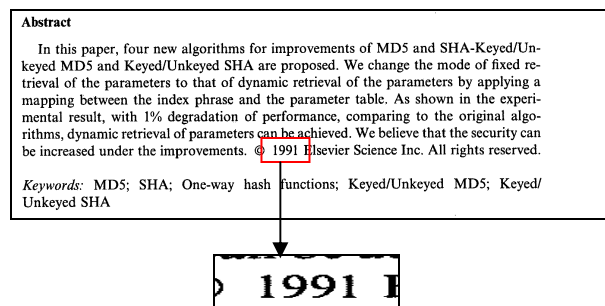 Abstract
In this paper, four new algorithms for improvements of MD5 and SHA-Keyed/Un-
keyed MD5 and Keyed/Unkeyed SHA are proposed. We change the mode of fixed re-
trieval of the parameters to that of dynamic retrieval of the parameters by applying a
mapping between the index phrase and the parameter table. As shown in the experi-
mental result, with 1% degradation of performance, comparing to the original algo-
rithms, dynamic retrieval of parameters can be achieved. We believe that the security can
be increased under the improvements. © 1991 Elsevier Science Inc. All rights reserved.
Keywords: MD5; SHA; One-way hash functions; Keyed/Unkeyed MD5; Keyed/
Unkeyed SHA
1991